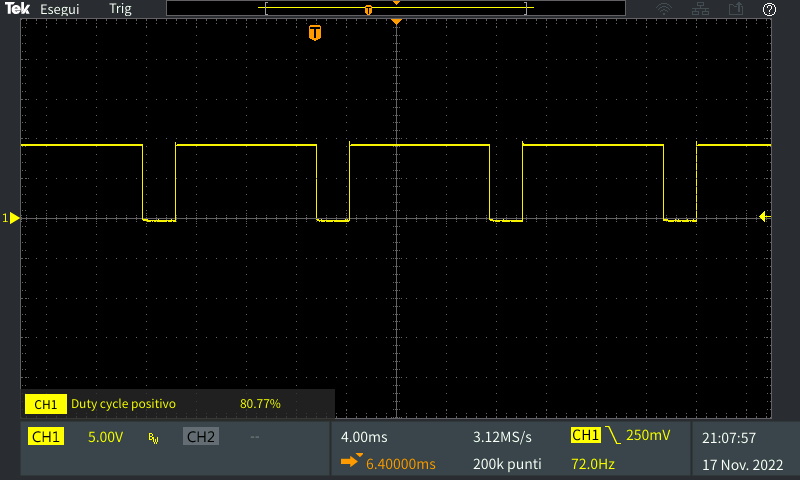 Tek Esegui Trig
T
T
1
CH1 Duty cycle positivo 80.77%
CH1 5.00V BW CH2 -- 4.00ms 3.12MS/s CH1 250mV 21:07:57
6.40000ms 200k punti 72.0Hz 17 Nov. 2022